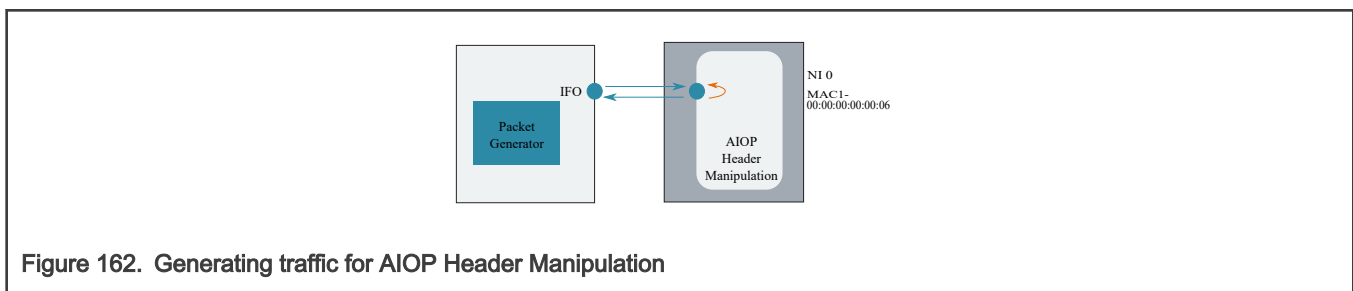 IFO
Packet
Generator
AIOP
Header
Manipulation
NI 0
MAC1-
00:00:00:00:00:06
Figure 162. Generating traffic for AIOP Header Manipulation